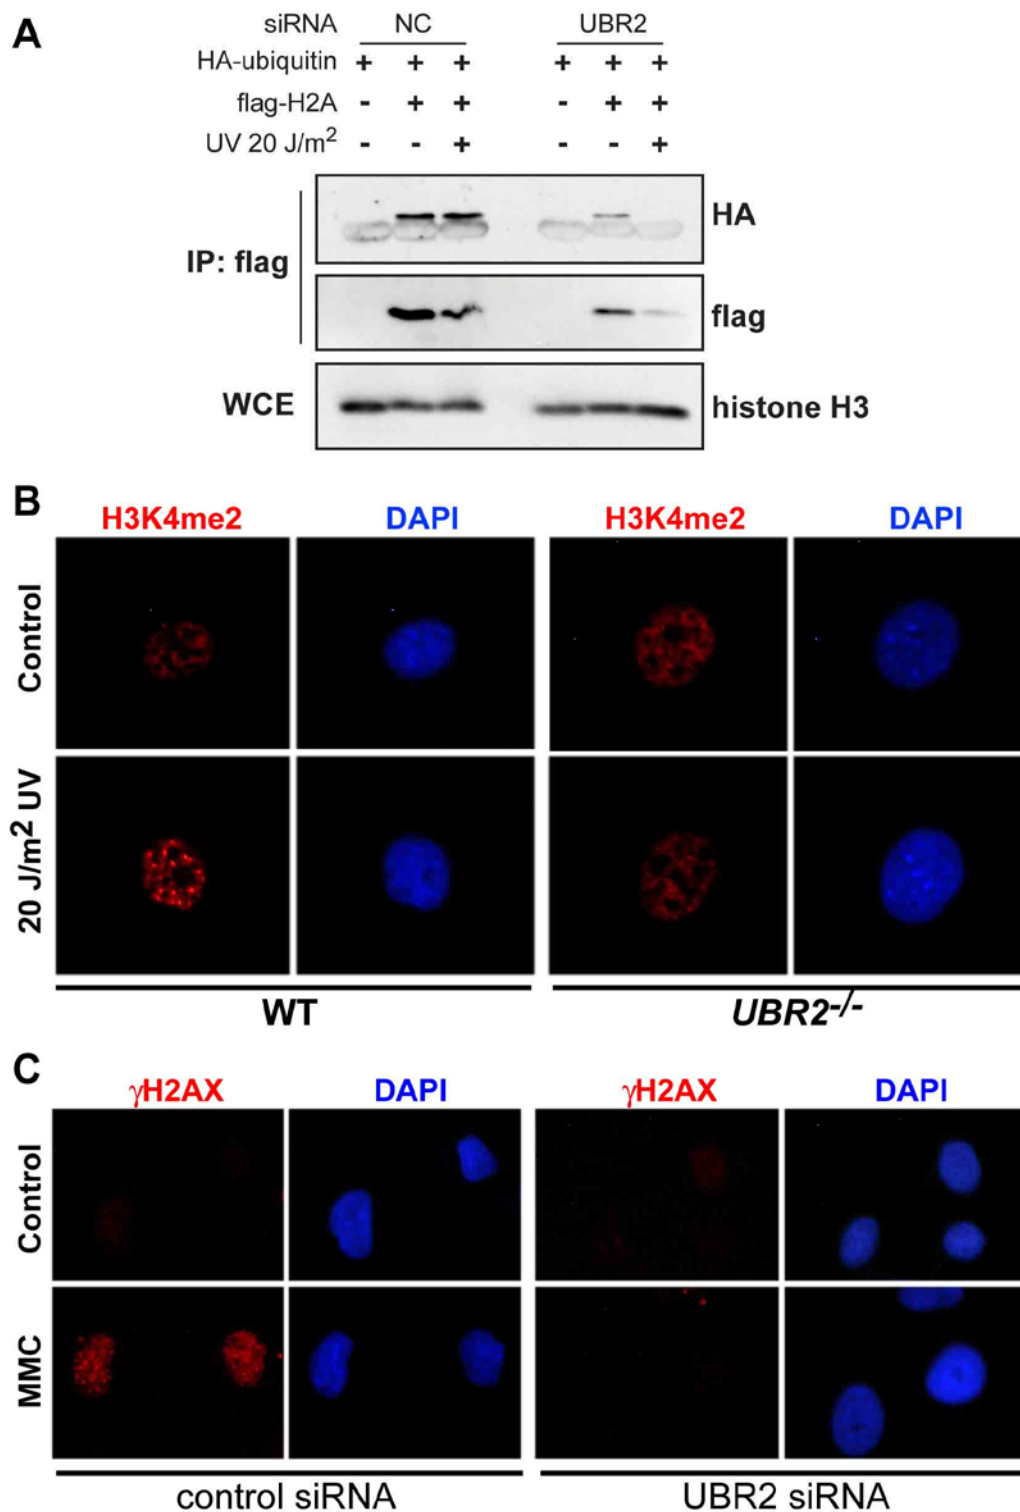 A
siRNA NC UBR2
HA-ubiquitin + + + + + +
flag-H2A - + + - + +
UV 20 J/m2 - - + - - +
HA
IP: flag
flag
WCE histone H3
B
H3K4me2 DAPI H3K4me2 DAPI
Control
20 J/m2 UV
WT UBR2-/-
C
γH2AX DAPI γH2AX DAPI
Control
MMC
control siRNA UBR2 siRNA